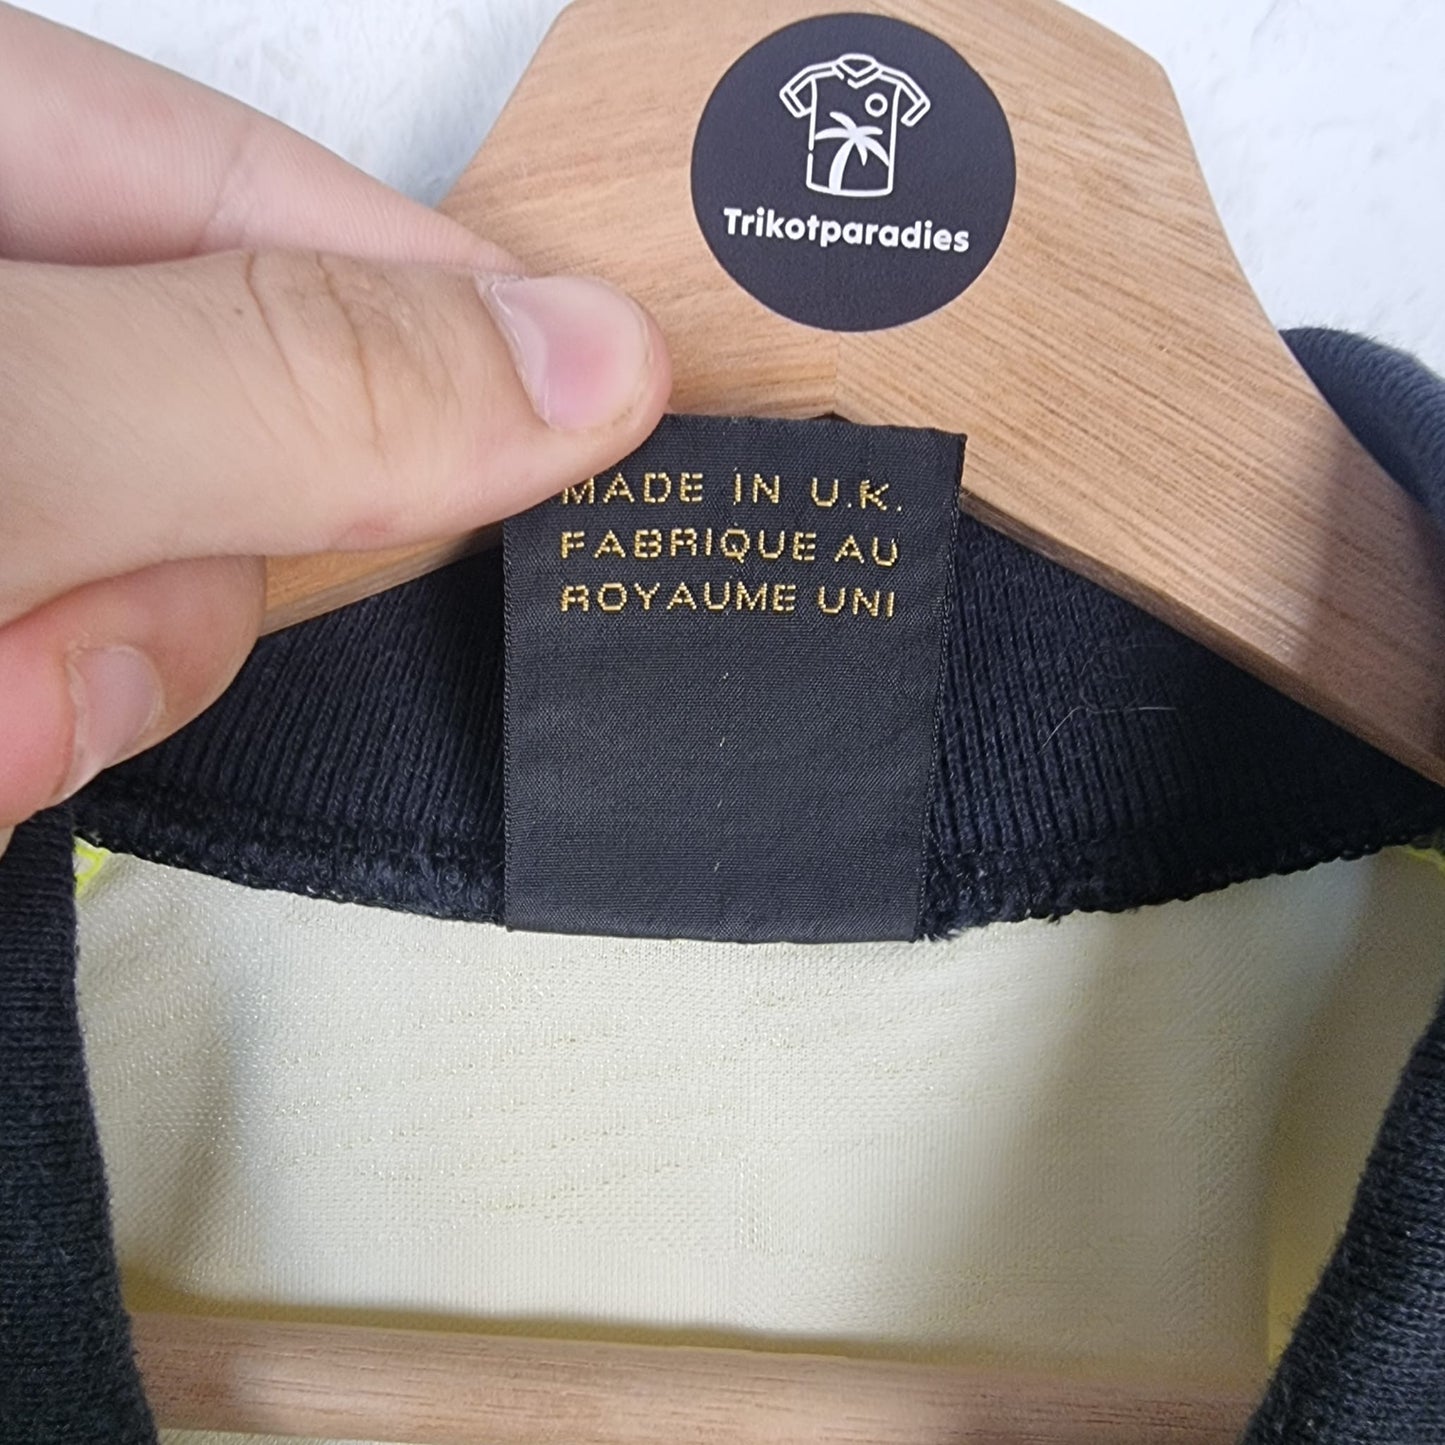 Trikotparadies
MADE IN U.K.
FABRIQUE AU
ROYAUME UNI